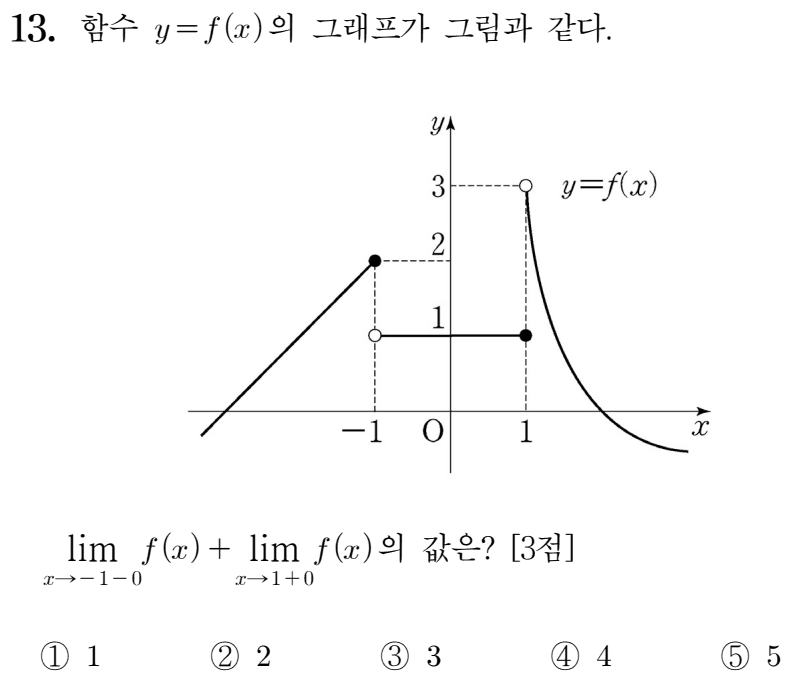 13. 함수 y=f(x)의 그래프가 그림과 같다.
y
3
y=f(x)
2
1
-1
O
1
x
lim f(x)+ lim f(x)의 값은? [3점]
x→-1-0 x→1+0
① 1 ② 2 ③ 3 ④ 4 ⑤ 5